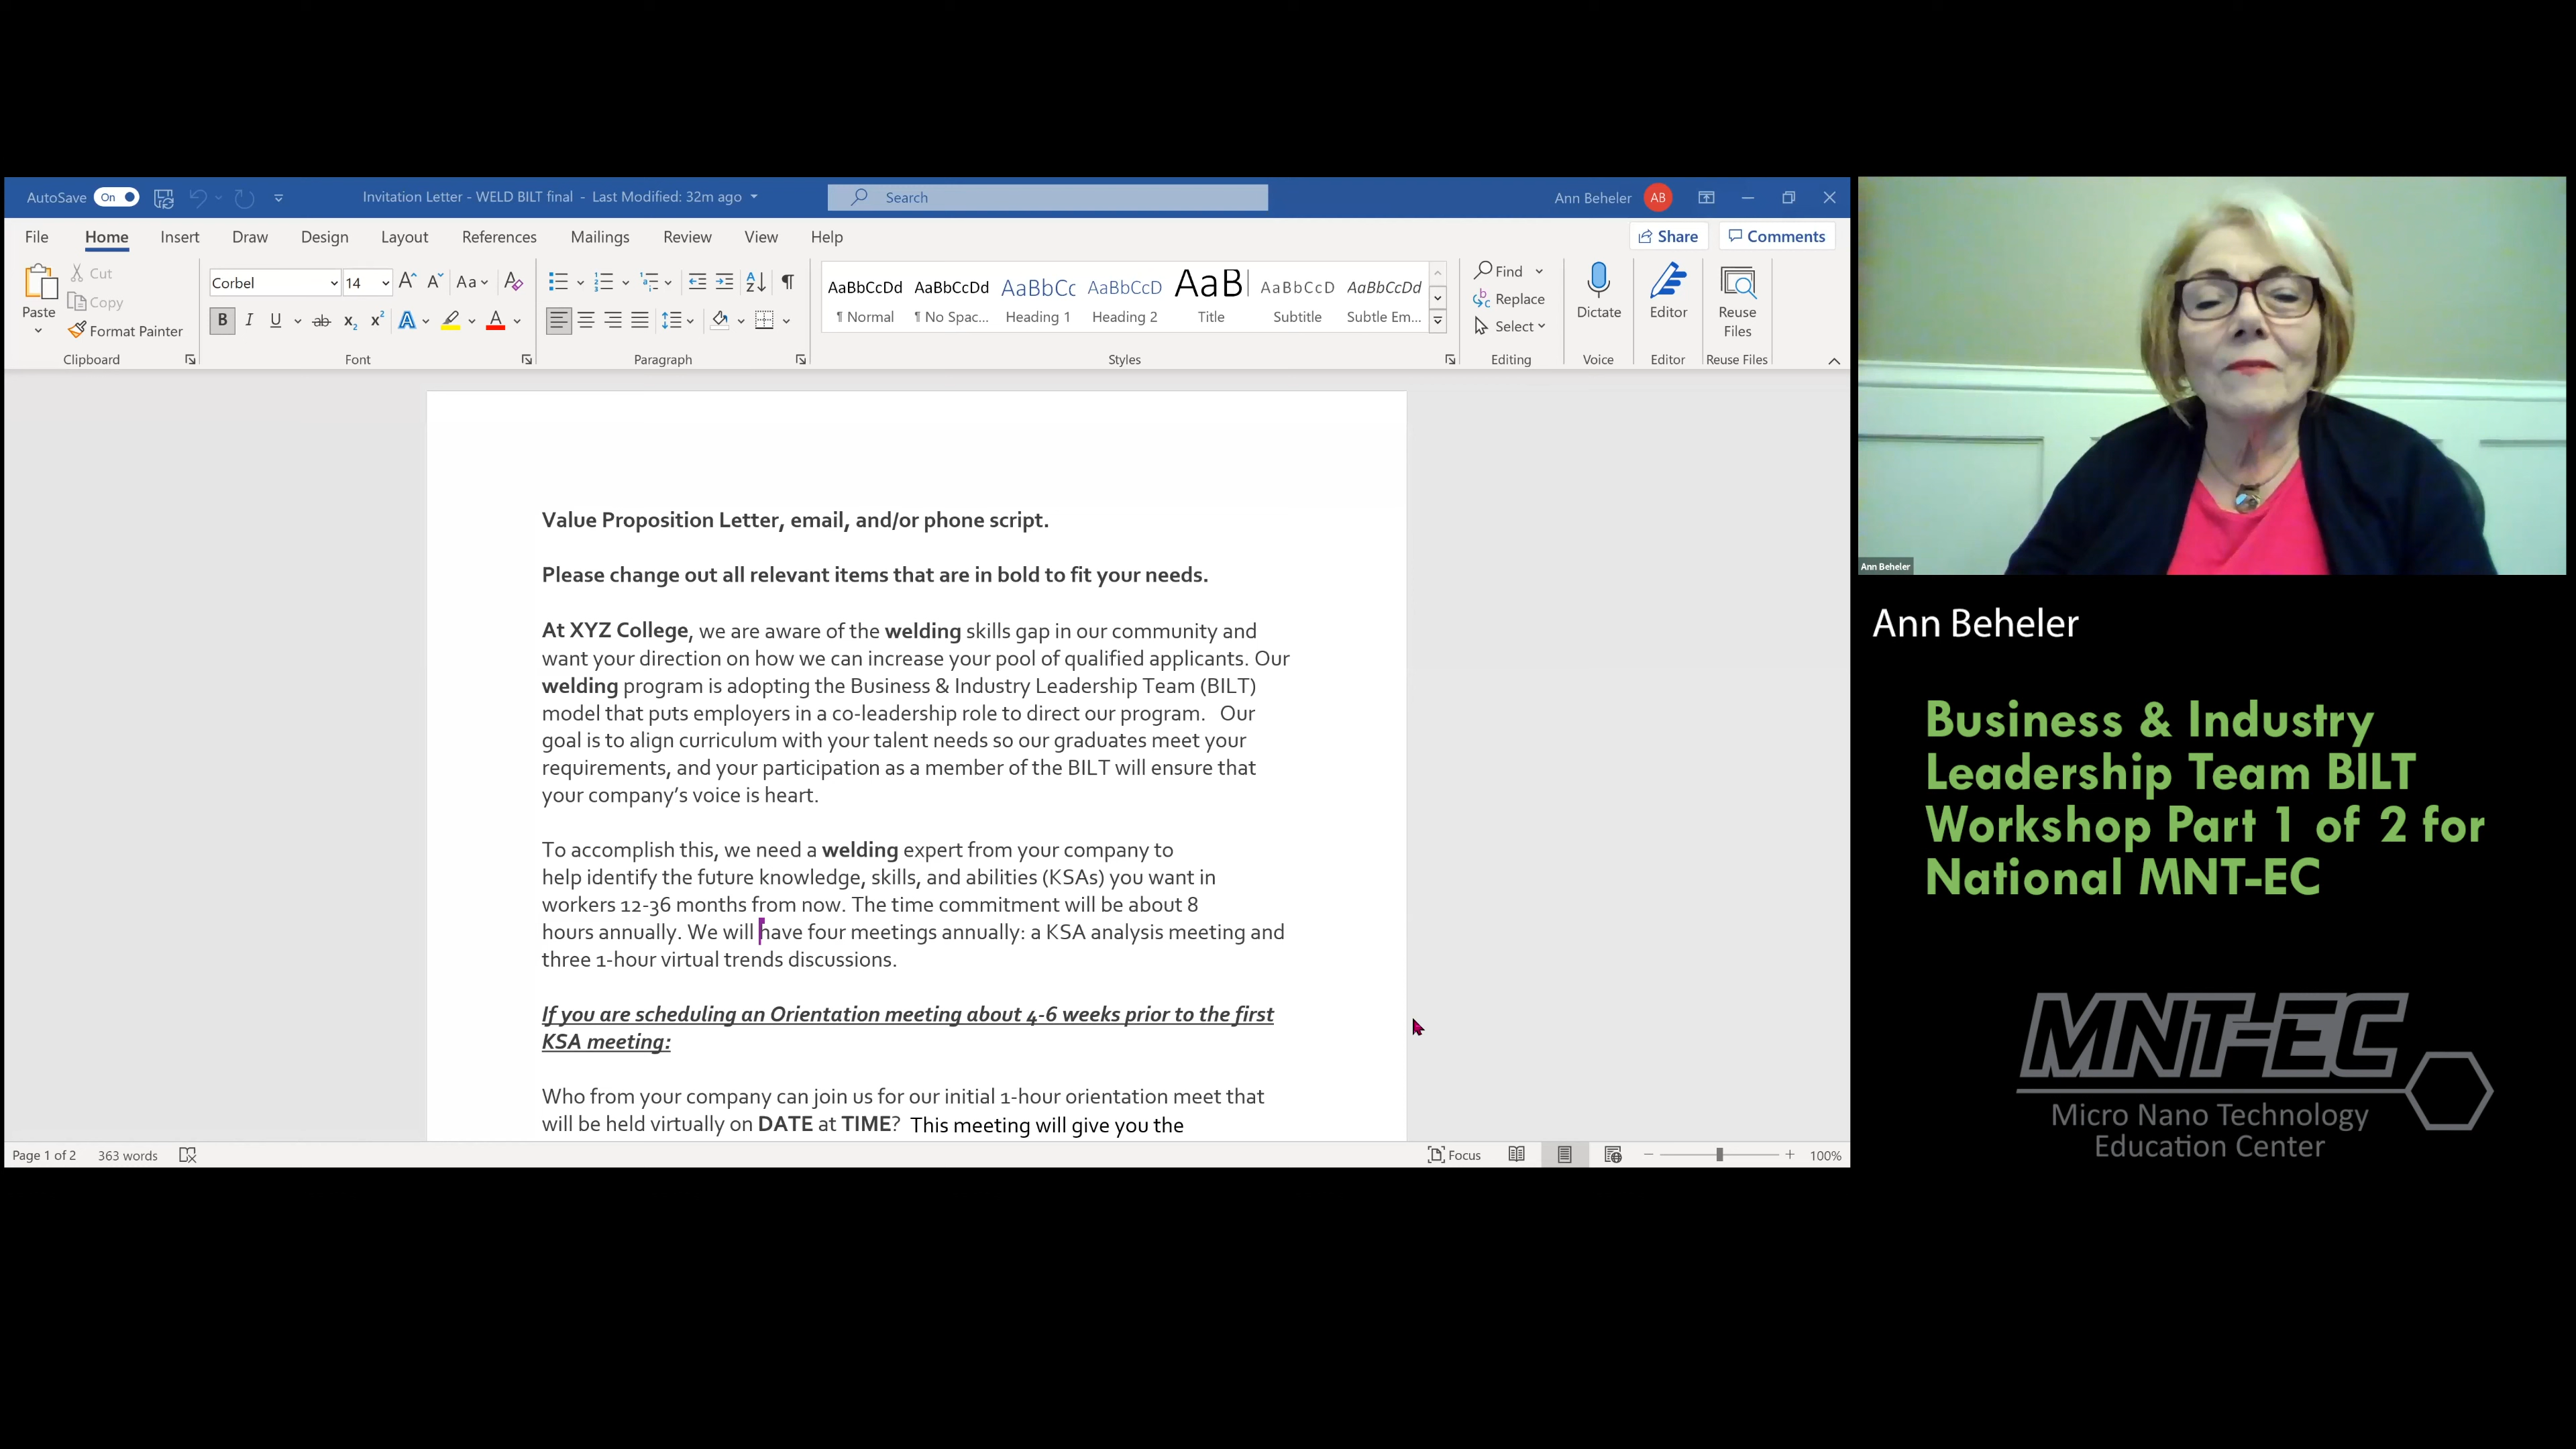 AutoSave On
Invitation Letter - WELD BILT final - Last Modified: 32m ago
Search
Ann Beheler AB
File Home Insert Draw Design Layout References Mailings Review View Help
Share Comments
Paste
Cut
Copy
Format Painter
Clipboard
Corbel 14
Font
Paragraph
AaBbCcDd AaBbCcDd AaBbCc AaBbCcD AaB AaBbCcD AaBbCcDd
¶ Normal ¶ No Spac... Heading 1 Heading 2 Title Subtitle Subtle Em...
Styles
Find
Replace
Select
Editing
Dictate
Voice
Editor
Editor
Reuse
Files
Reuse Files
Value Proposition Letter, email, and/or phone script.
Please change out all relevant items that are in bold to fit your needs.
At XYZ College, we are aware of the welding skills gap in our community and
want your direction on how we can increase your pool of qualified applicants. Our
welding program is adopting the Business & Industry Leadership Team (BILT)
model that puts employers in a co-leadership role to direct our program. Our
goal is to align curriculum with your talent needs so our graduates meet your
requirements, and your participation as a member of the BILT will ensure that
your company’s voice is heart.
To accomplish this, we need a welding expert from your company to
help identify the future knowledge, skills, and abilities (KSAs) you want in
workers 12-36 months from now. The time commitment will be about 8
hours annually. We will have four meetings annually: a KSA analysis meeting and
three 1-hour virtual trends discussions.
If you are scheduling an Orientation meeting about 4-6 weeks prior to the first
KSA meeting:
Who from your company can join us for our initial 1-hour orientation meet that
will be held virtually on DATE at TIME? This meeting will give you the
Page 1 of 2 363 words
Focus
100%
Ann Beheler
Ann Beheler
Business & Industry
Leadership Team BILT
Workshop Part 1 of 2 for
National MNT-EC
MNT-EC
Micro Nano Technology
Education Center